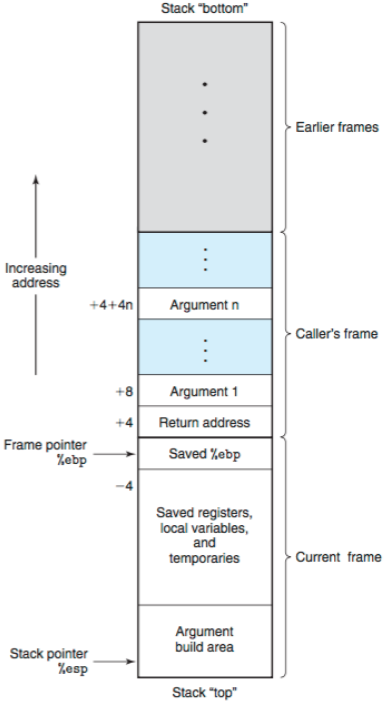 Stack “bottom”
Earlier frames
Increasing
address
+4+4n
Argument n
Caller's frame
+8
Argument 1
+4
Return address
Frame pointer
%ebp
Saved %ebp
−4
Saved registers,
local variables,
and
temporaries
Current frame
Argument
build area
Stack pointer
%esp
Stack “top”